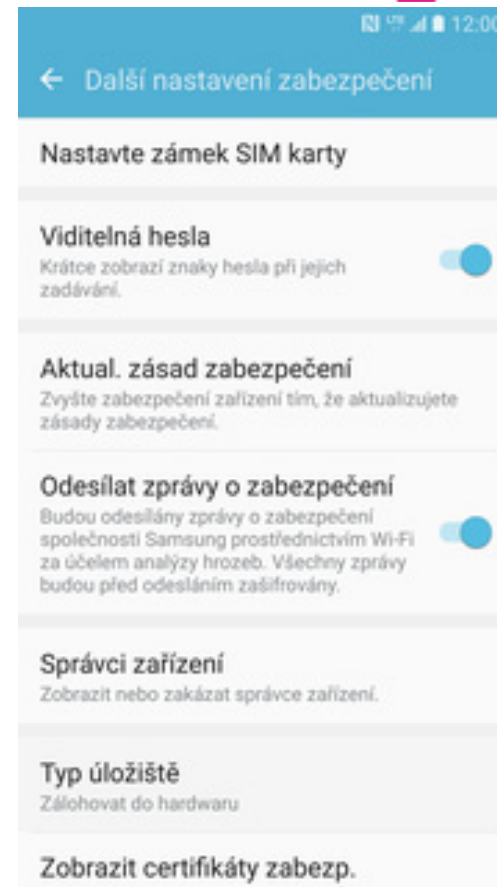 LTE 12:00
Další nastavení zabezpečení
Nastavte zámek SIM karty
Viditelná hesla
Krátce zobrazí znaky hesla při jejich
zadávání.
Aktual. zásad zabezpečení
Zvyšte zabezpečení zařízení tím, že aktualizujete
zásady zabezpečení.
Odesílat zprávy o zabezpečení
Budou odesílány zprávy o zabezpečení
společnosti Samsung prostřednictvím Wi-Fi
za účelem analýzy hrozeb. Všechny zprávy
budou před odesláním zašifrovány.
Správci zařízení
Zobrazit nebo zakázat správce zařízení.
Typ úložiště
Zálohovat do hardwaru
Zobrazit certifikáty zabezp.